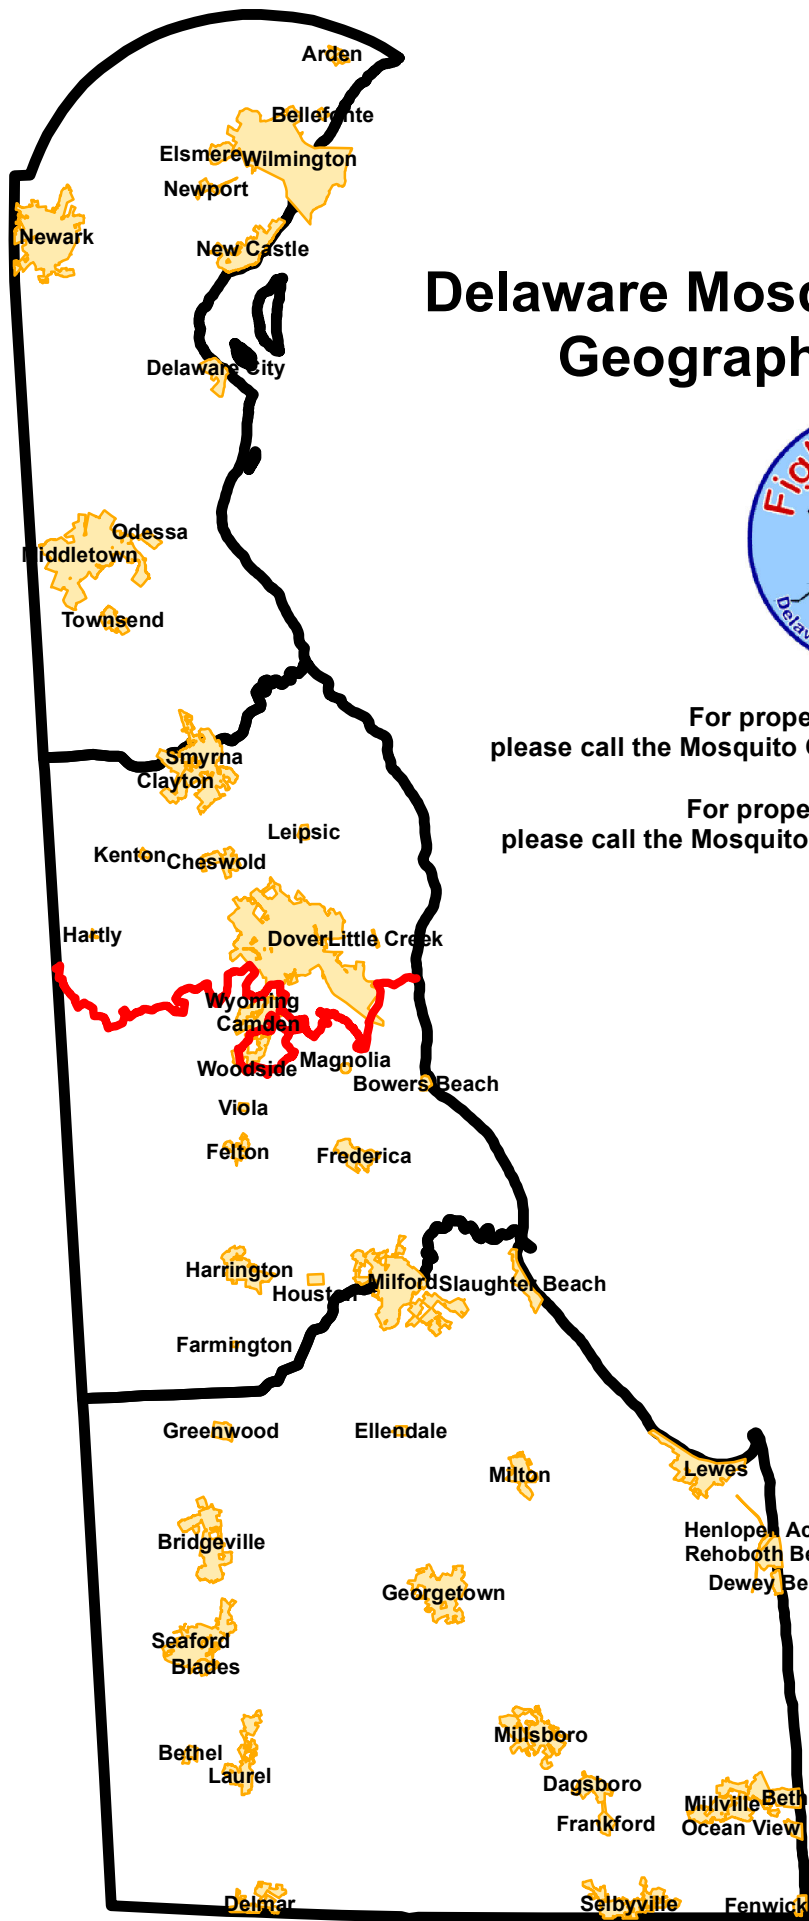 Arden
Bellefonte
Elsmere
Wilmington
Newport
Newark
New Castle
Delaware Mosq
Geograph
Delaware City
Fig
Delaw
Odessa
Middletown
Townsend
For prope
please call the Mosquito C
Smyrna
Clayton
For prope
please call the Mosquito
Leipsic
Kenton
Cheswold
Hartly
Dover
Little Creek
Wyoming
Camden
Woodside
Magnolia
Bowers Beach
Viola
Felton
Frederica
Harrington
Houston
Milford
Slaughter Beach
Farmington
Greenwood
Ellendale
Milton
Lewes
Henlopen Ac
Rehoboth Be
Dewey Be
Bridgeville
Georgetown
Seaford
Blades
Millsboro
Bethel
Laurel
Dagsboro
Frankford
Millville
Beth
Ocean View
Delmar
Selbyville
Fenwick